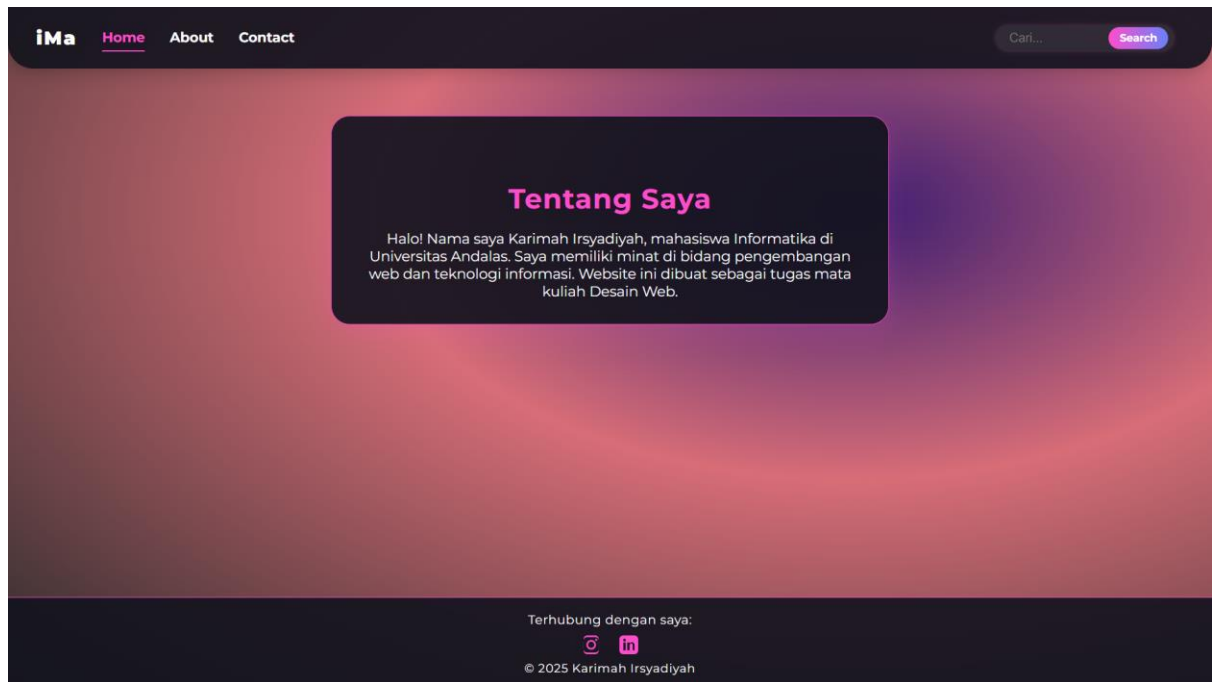 iMa Home About Contact Cari... Search
Tentang Saya
Halo! Nama saya Karimah Irsyadiyah, mahasiswa Informatika di
Universitas Andalas. Saya memiliki minat di bidang pengembangan
web dan teknologi informasi. Website ini dibuat sebagai tugas mata
kuliah Desain Web.
Terhubung dengan saya:
in
© 2025 Karimah Irsyadiyah